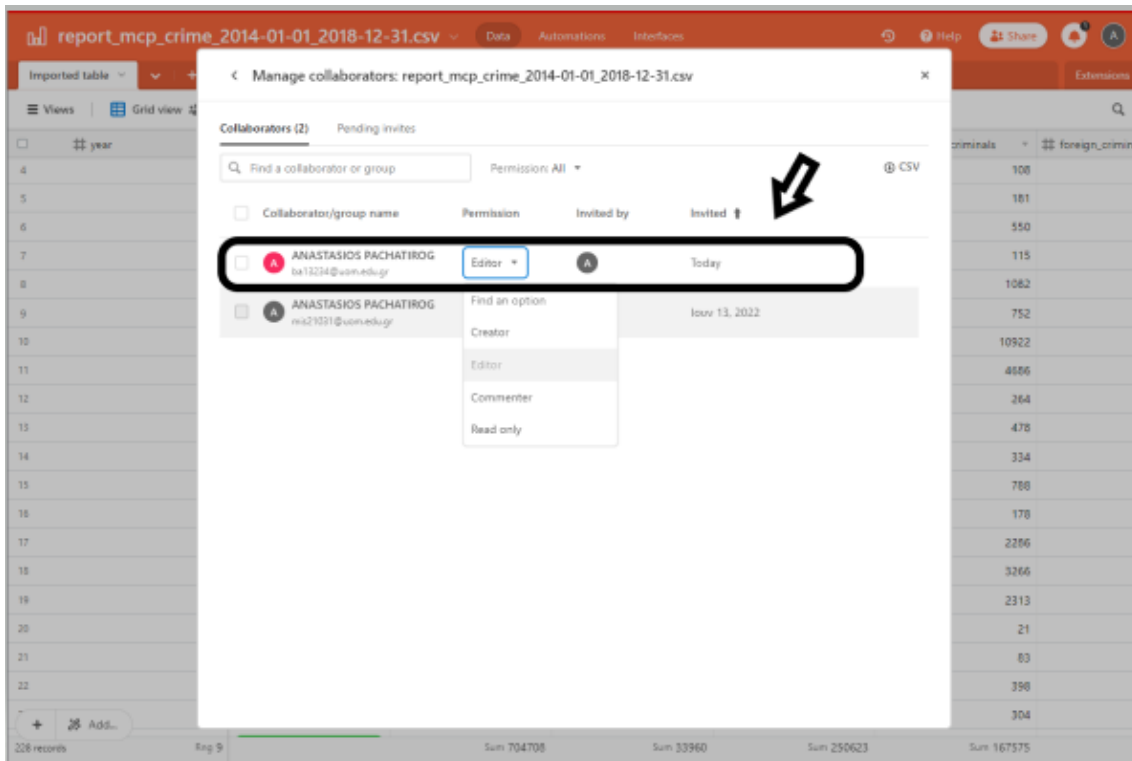 report_mcp_crime_2014-01-01_2018-12-31.csv Data Automations Interfaces Help Share A
Imported table Extensions
Views Grid view
Manage collaborators: report_mcp_crime_2014-01-01_2018-12-31.csv
Collaborators (2) Pending invites
Find a collaborator or group Permission: All CSV
Collaborator/group name Permission Invited by Invited
ANASTASIOS PACHATIROG Editor A Today
ba13234@uom.edu.gr
ANASTASIOS PACHATIROG Ιουν 13, 2022
mis21031@uom.edu.gr
Find an option
Creator
Editor
Commenter
Read only
year criminals foreign_crimin
4 108
5 181
6 550
7 115
8 1082
9 752
10 10922
11 4686
12 264
13 478
14 334
15 788
16 178
17 2286
18 3266
19 2313
20 21
21 83
22 398
304
Add...
228 records Rng 9 Sum 704708 Sum 33960 Sum 250623 Sum 167575